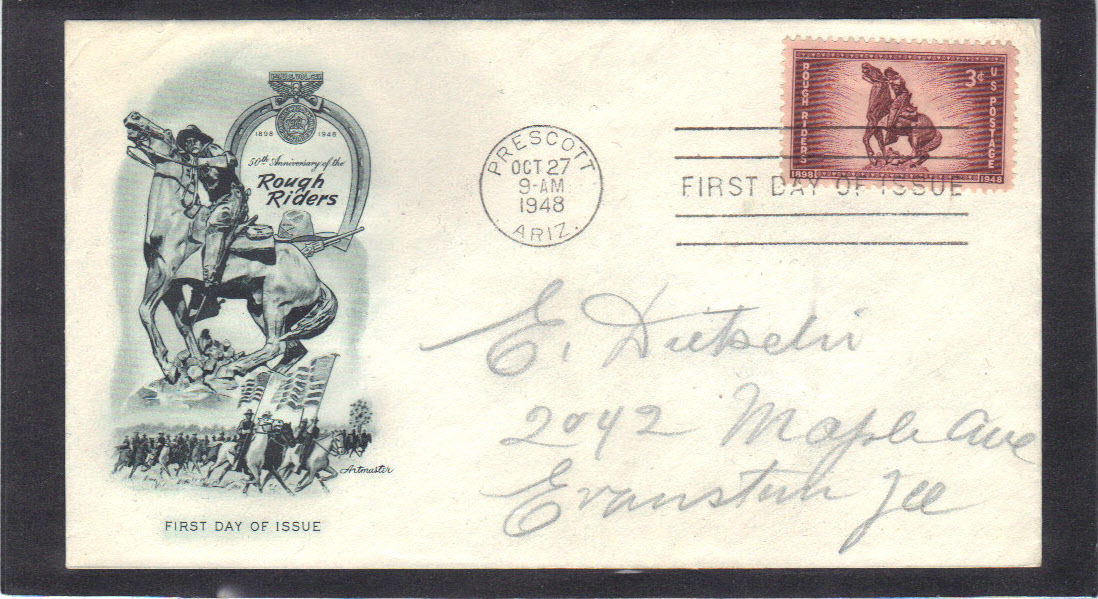 1898 1948
50th Anniversary of the
Rough
Riders
Artmaster
FIRST DAY OF ISSUE
PRESCOTT
OCT 27
9-AM
1948
ARIZ.
FIRST DAY OF ISSUE
ROUGH RIDERS
3¢
U S POSTAGE
1898
1948
E.
2042 Maple Ave
Evanston Ill